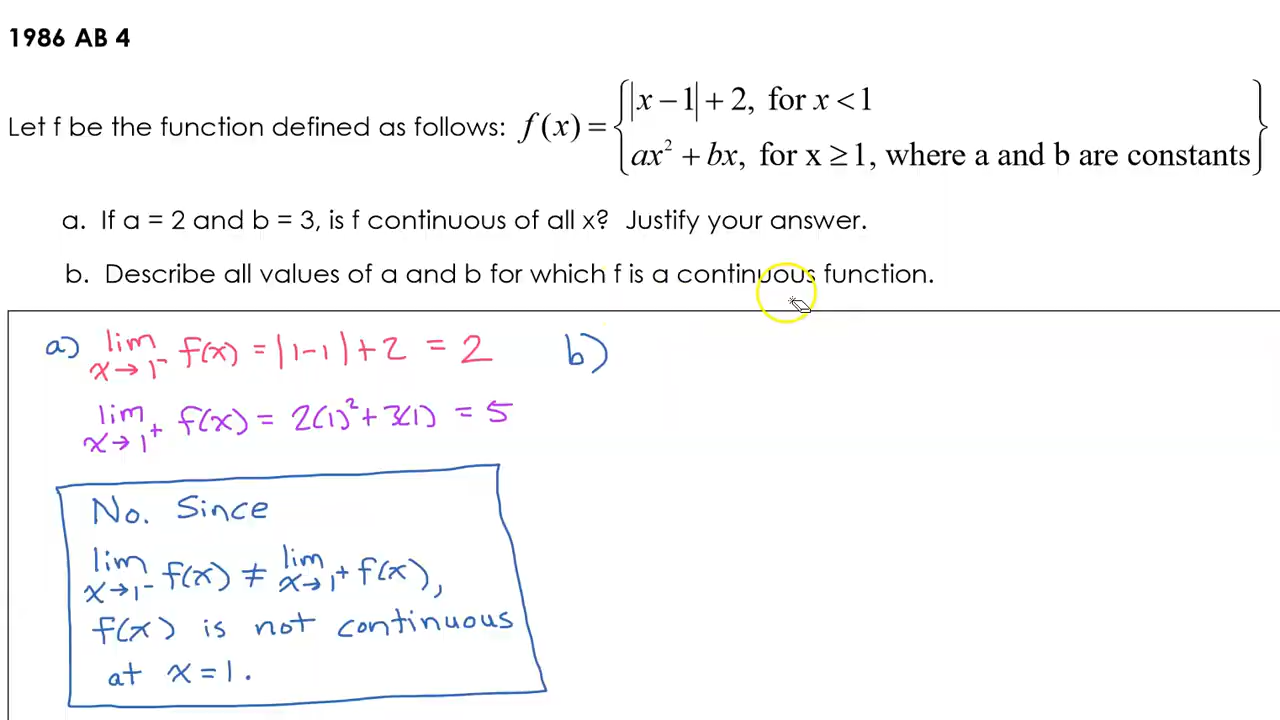 1986 AB 4
Let f be the function defined as follows: f(x) = { |x − 1| + 2, for x < 1
ax² + bx, for x ≥ 1, where a and b are constants }
a. If a = 2 and b = 3, is f continuous of all x? Justify your answer.
b. Describe all values of a and b for which f is a continuous function.
a) lim x→1⁻ f(x) = |1-1| + 2 = 2
b)
lim x→1⁺ f(x) = 2(1)² + 3(1) = 5
No. Since
lim x→1⁻ f(x) ≠ lim x→1⁺ f(x),
f(x) is not continuous
at x = 1.